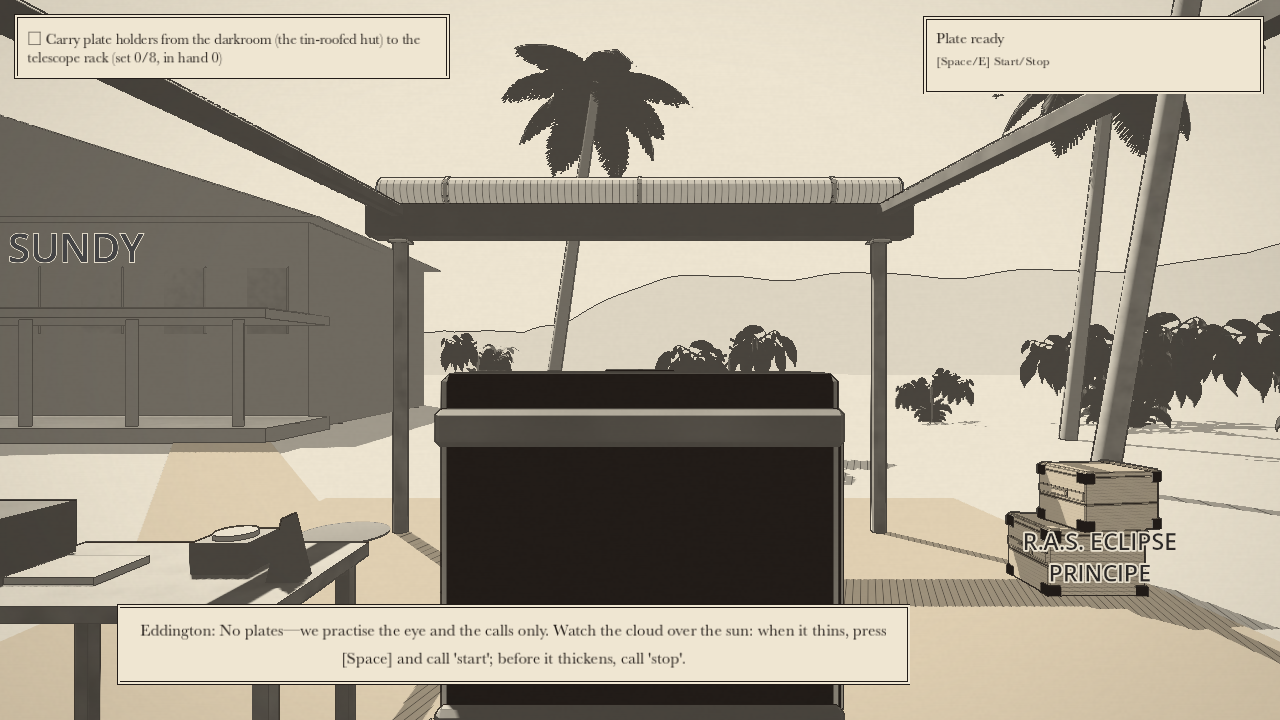 ☐ Carry plate holders from the darkroom (the tin-roofed hut) to the
telescope rack (set 0/8, in hand 0)
Plate ready
[Space/E] Start/Stop
SUNDY
R.A.S. ECLIPSE
PRINCIPE
Eddington: No plates—we practise the eye and the calls only. Watch the cloud over the sun: when it thins, press
[Space] and call 'start'; before it thickens, call 'stop'.